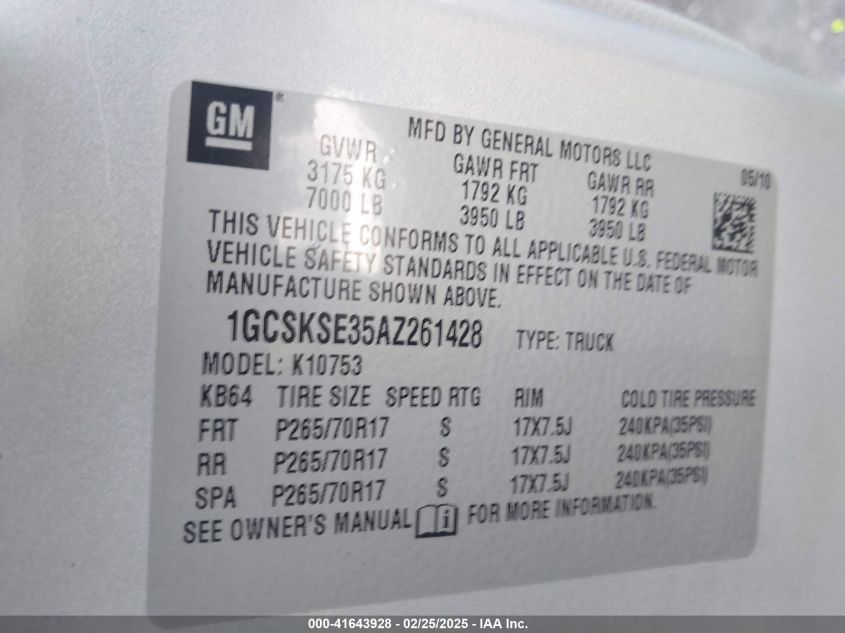 GM®
MFD BY GENERAL MOTORS LLC
05/10
GVWR GAWR FRT GAWR RR
3175 KG 1792 KG 1792 KG
7000 LB 3950 LB 3950 LB
THIS VEHICLE CONFORMS TO ALL APPLICABLE U.S. FEDERAL MOTOR
VEHICLE SAFETY STANDARDS IN EFFECT ON THE DATE OF
MANUFACTURE SHOWN ABOVE.
1GCSKSE35AZ261428 TYPE: TRUCK
MODEL: K10753
KB64 TIRE SIZE SPEED RTG RIM COLD TIRE PRESSURE
FRT P265/70R17 S 17X7.5J 240KPA(35PSI)
RR P265/70R17 S 17X7.5J 240KPA(35PSI)
SPA P265/70R17 S 17X7.5J 240KPA(35PSI)
SEE OWNER'S MANUAL FOR MORE INFORMATION.
000-41643928 - 02/25/2025 - IAA Inc.